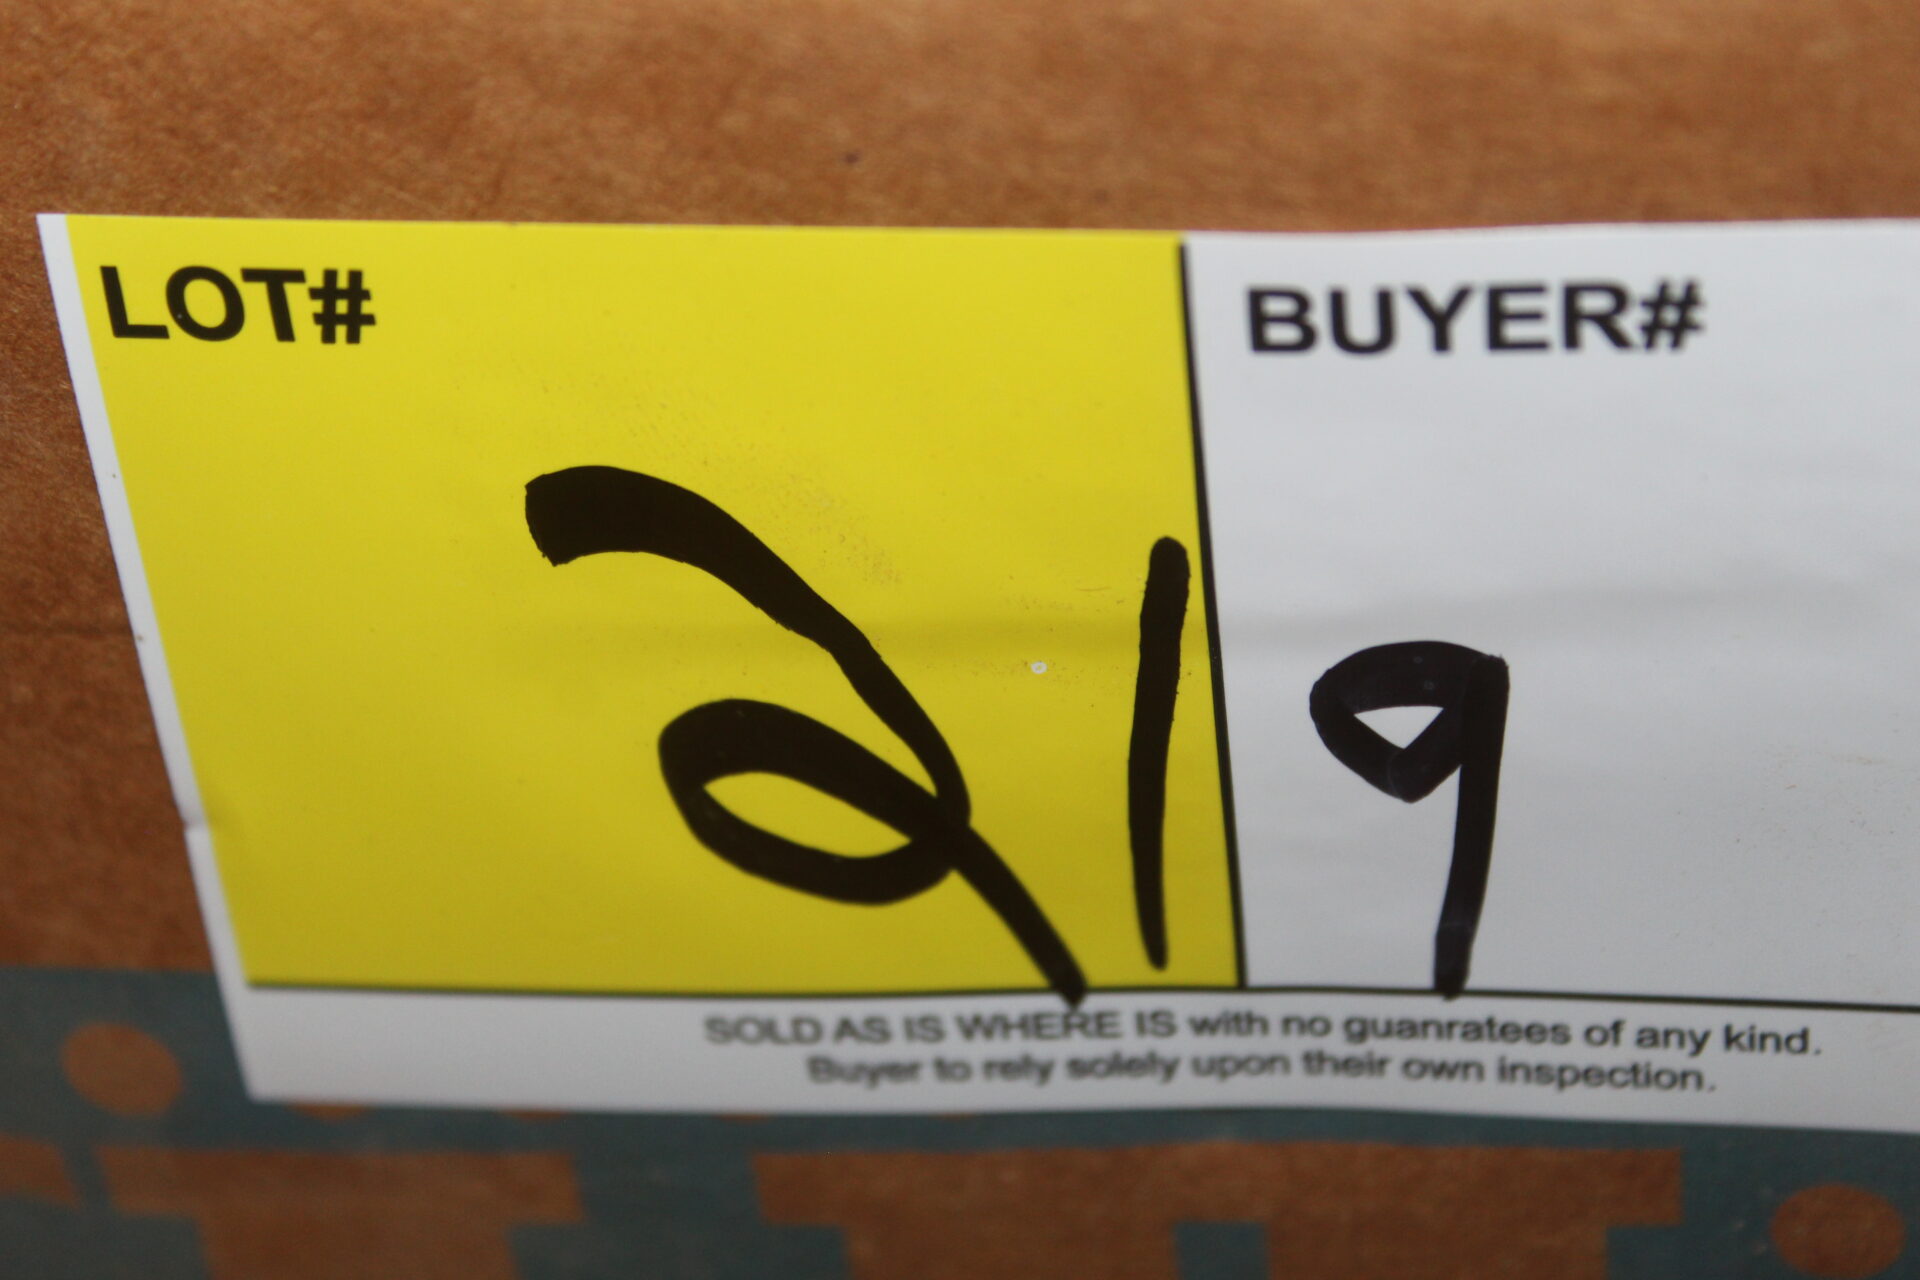 LOT# BUYER#
219
SOLD AS IS WHERE IS with no guanratees of any kind.
Buyer to rely solely upon their own inspection.